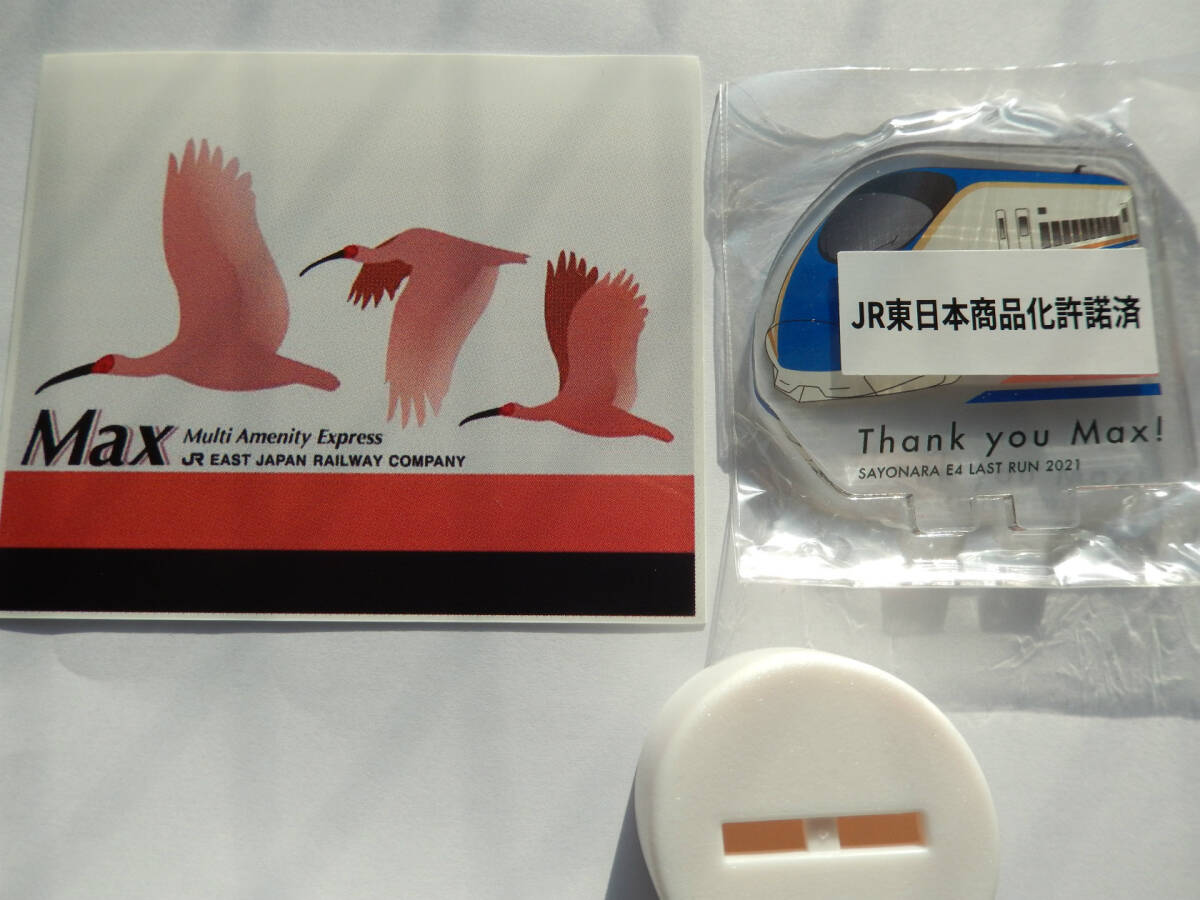 Max Multi Amenity Express
JR EAST JAPAN RAILWAY COMPANY
JR東日本商品化許諾済
Thank you Max!
SAYONARA E4 LAST RUN 2021